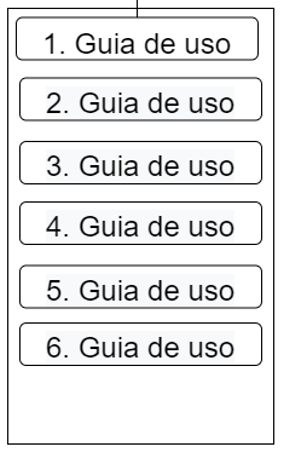 1. Guia de uso
2. Guia de uso
3. Guia de uso
4. Guia de uso
5. Guia de uso
6. Guia de uso